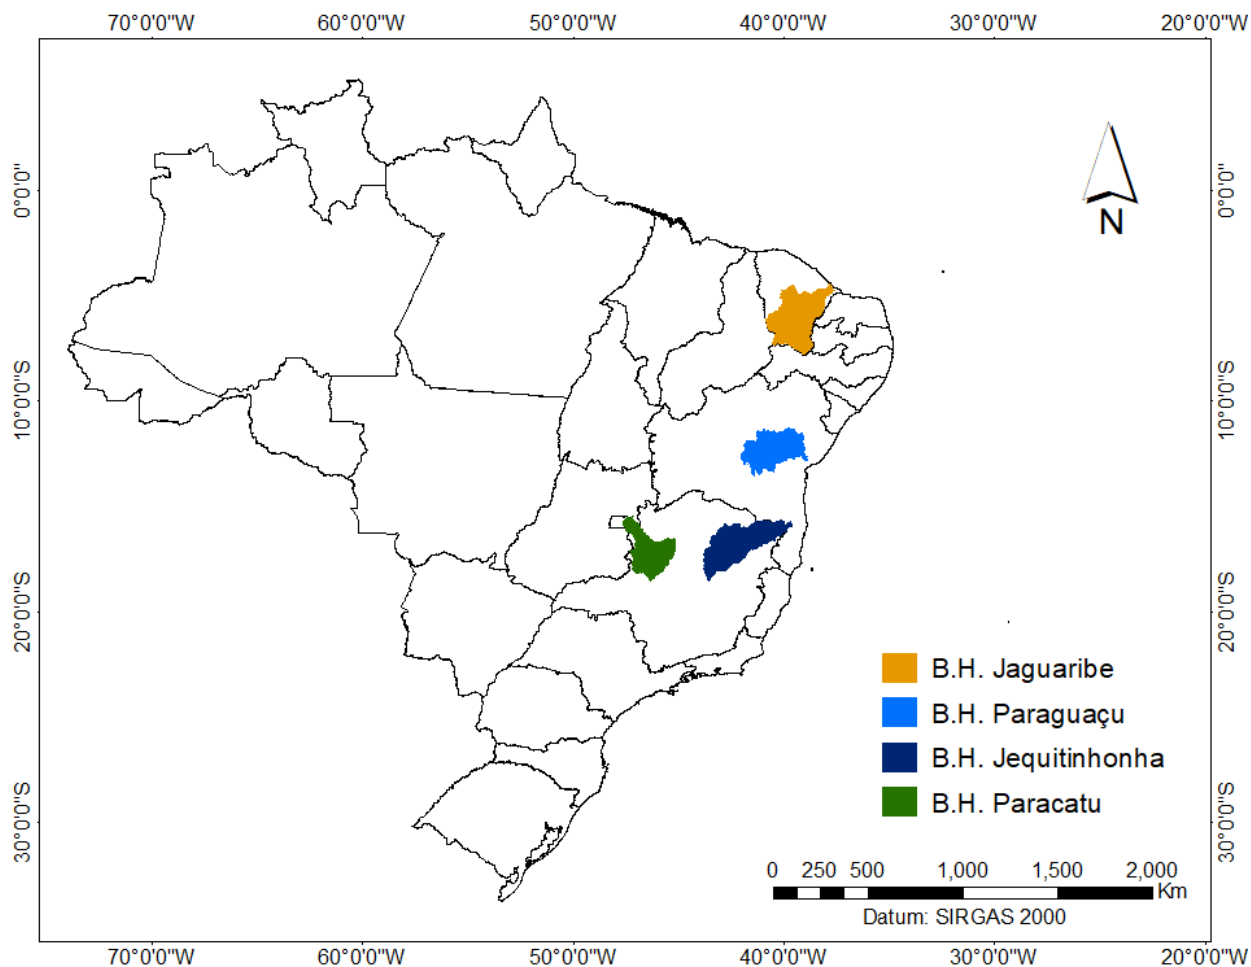 70°0'0"W 60°0'0"W 50°0'0"W 40°0'0"W 30°0'0"W 20°0'0"W
0°0'0"
0°0'0"
N
10°0'0"S
10°0'0"S
20°0'0"S
20°0'0"S
B.H. Jaguaribe
B.H. Paraguaçu
B.H. Jequitinhonha
B.H. Paracatu
30°0'0"S
30°0'0"S
0 250 500 1,000 1,500 2,000
Km
Datum: SIRGAS 2000
70°0'0"W 60°0'0"W 50°0'0"W 40°0'0"W 30°0'0"W 20°0'0"W